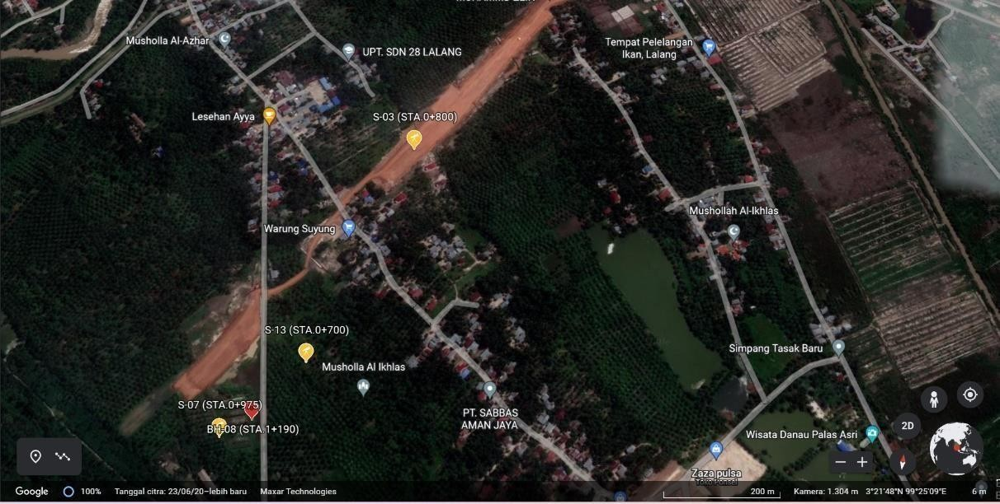 Musholla Al-Azhar
UPT. SDN 28 LALANG
Tempat Pelelangan
Ikan, Lalang
Lesehan Ayya
S-03 (STA.0+800)
Mushollah Al-Ikhlas
Warung Suyung
S-13 (STA.0+700)
Simpang Tasak Baru
Musholla Al Ikhlas
S-07 (STA.0+975)
BH-08 (STA.1+190)
PT. SABBAS
AMAN JAYA
2D
Wisata Danau Palas Asri
Zaza pulsa
Toko Ponsel
Google
100%
Tanggal citra: 23/06/20–lebih baru
Maxar Technologies
200 m
Kamera: 1.304 m
3°21'48"N 99°25'09"E
6 m